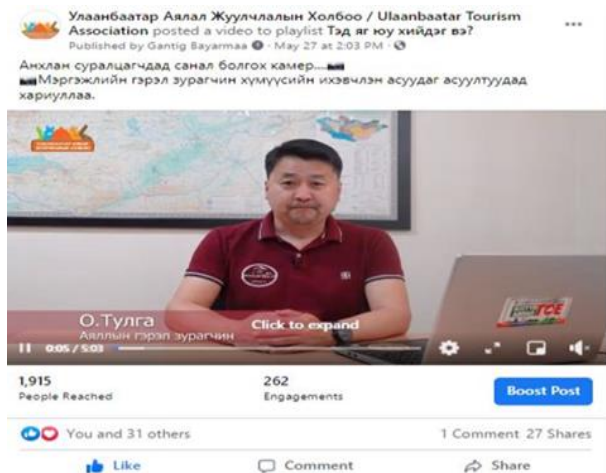 Улаанбаатар Аялал Жуулчлалын Холбоо / Ulaanbaatar Tourism
Association posted a video to playlist Тэд яг юу хийдэг вэ?
Published by Gantig Bayarmaa · May 27 at 2:03 PM ·
Анхлан суралцагчдад санал болгох камер....
Мэргэжлийн гэрэл зурагчин хүмүүсийн ихэвчлэн асуудаг асуултуудад
хариуллаа.
О.Тулга
Аяллын гэрэл зурагчин
Click to expand
0:05 / 5:03
1,915
People Reached
262
Engagements
Boost Post
You and 31 others
1 Comment 27 Shares
Like
Comment
Share